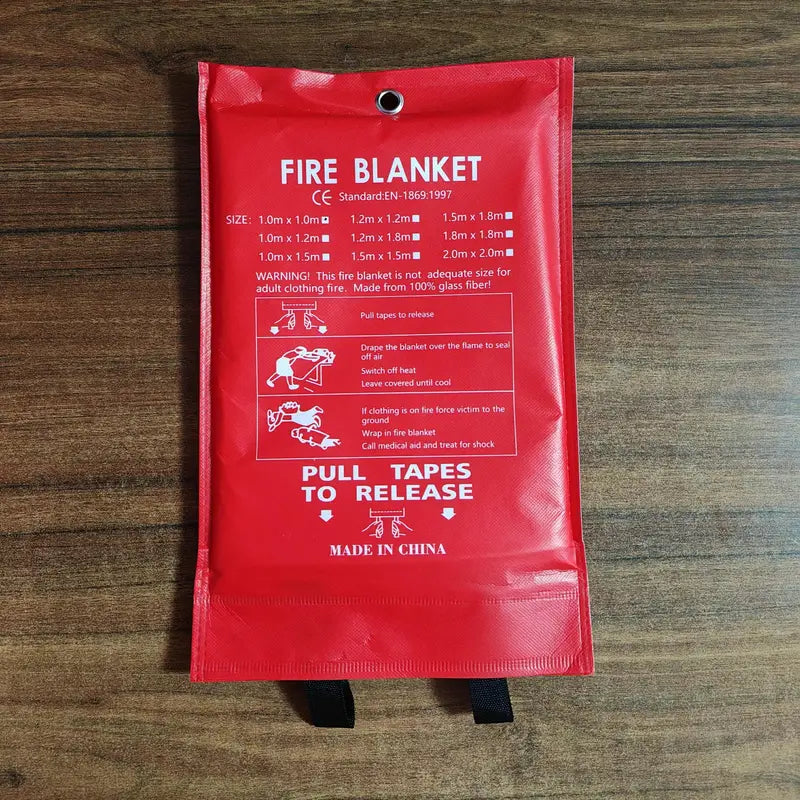 FIRE BLANKET
CE Standard:EN-1869:1997
SIZE: 1.0m x 1.0m 1.2m x 1.2m 1.5m x 1.8m
1.0m x 1.2m 1.2m x 1.8m 1.8m x 1.8m
1.0m x 1.5m 1.5m x 1.5m 2.0m x 2.0m
WARNING! This fire blanket is not adequate size for
adult clothing fire. Made from 100% glass fiber!
Pull tapes to release
Drape the blanket over the flame to seal
off air
Switch off heat
Leave covered until cool
If clothing is on fire force victim to the
ground
Wrap in fire blanket
Call medical aid and treat for shock
PULL TAPES
TO RELEASE
MADE IN CHINA